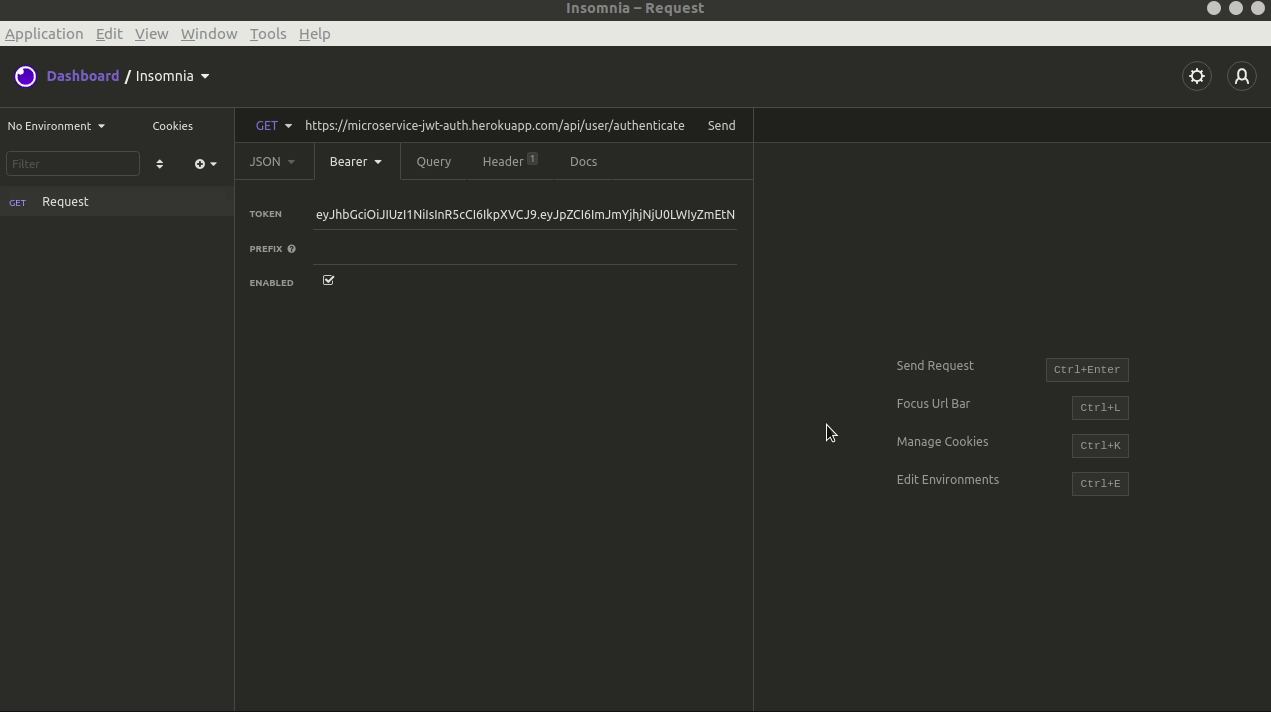 Insomnia – Request
Application Edit View Window Tools Help
Dashboard / Insomnia
No Environment Cookies
GET https://microservice-jwt-auth.herokuapp.com/api/user/authenticate Send
Filter
JSON Bearer Query Header 1 Docs
GET Request
TOKEN eyJhbGciOiJIUzI1NiIsInR5cCI6IkpXVCJ9.eyJpZCI6ImJmYjhjNjU0LWIyZmEtN
PREFIX
ENABLED
Send Request Ctrl+Enter
Focus Url Bar Ctrl+L
Manage Cookies Ctrl+K
Edit Environments Ctrl+E